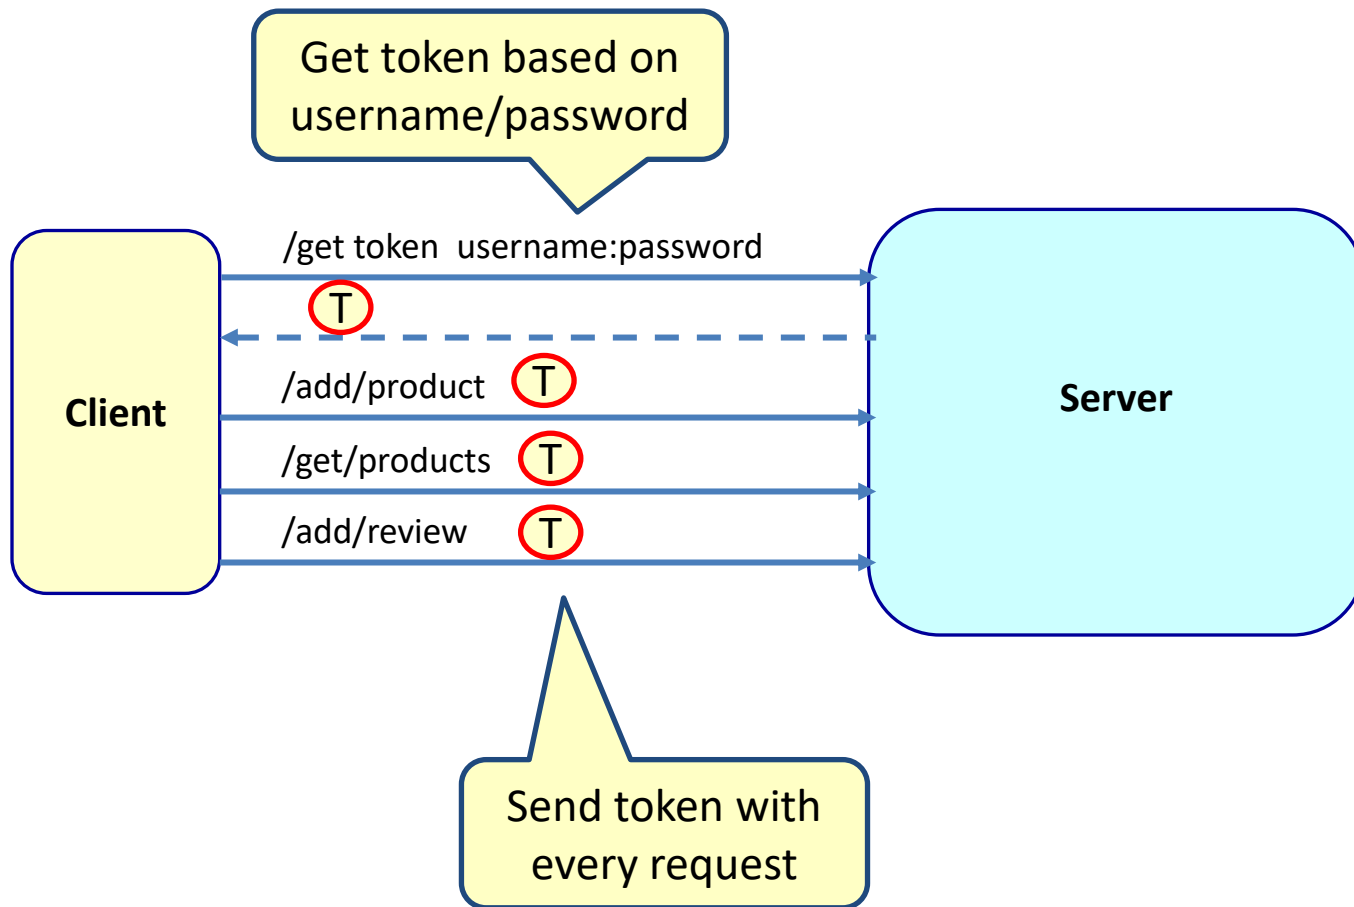 Get token based on
username/password
/get token username:password
T
/add/product T
Client
Server
/get/products T
/add/review T
Send token with
every request